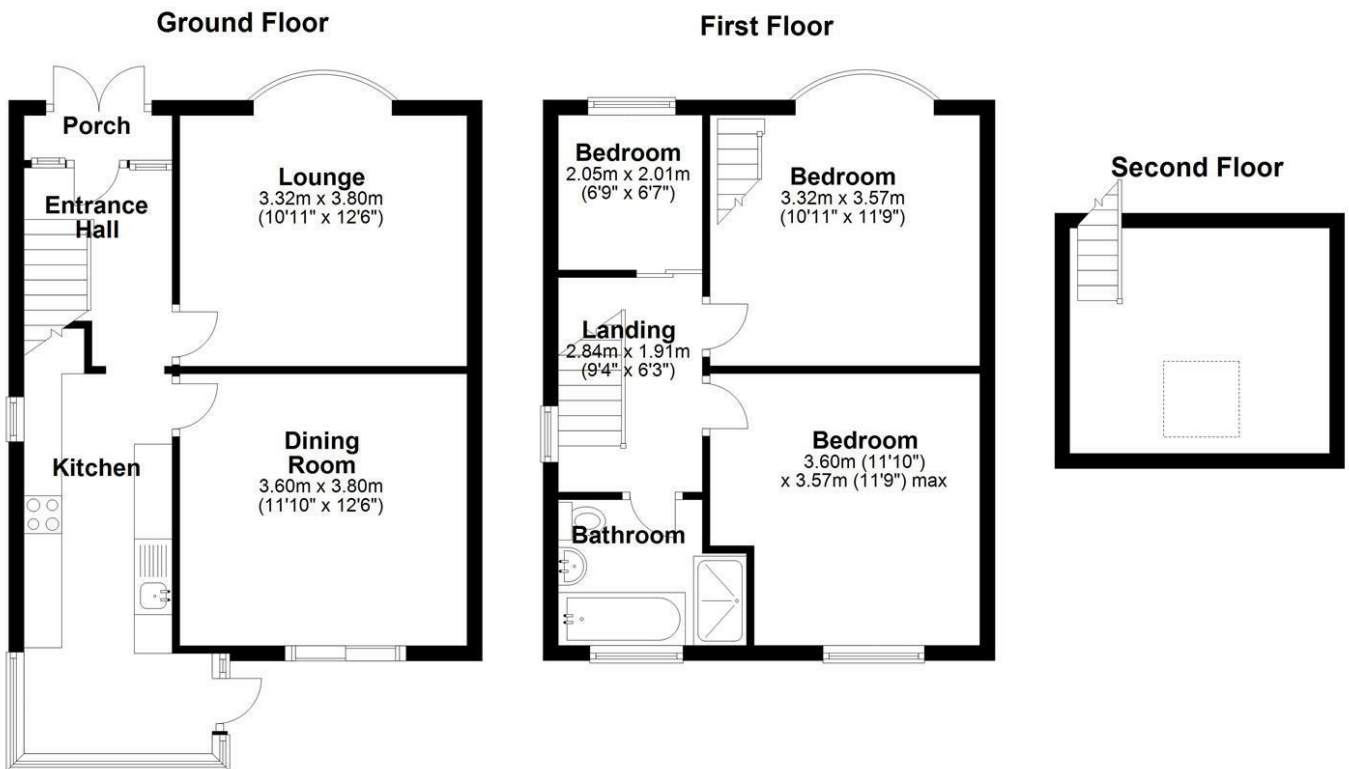 Ground Floor
Porch
Lounge
3.32m x 3.80m
(10'11" x 12'6")
Entrance
Hall
Kitchen
Dining
Room
3.60m x 3.80m
(11'10" x 12'6")
First Floor
Bedroom
2.05m x 2.01m
(6'9" x 6'7")
Bedroom
3.32m x 3.57m
(10'11" x 11'9")
Landing
2.84m x 1.91m
(9'4" x 6'3")
Bedroom
3.60m (11'10")
x 3.57m (11'9") max
Bathroom
Second Floor